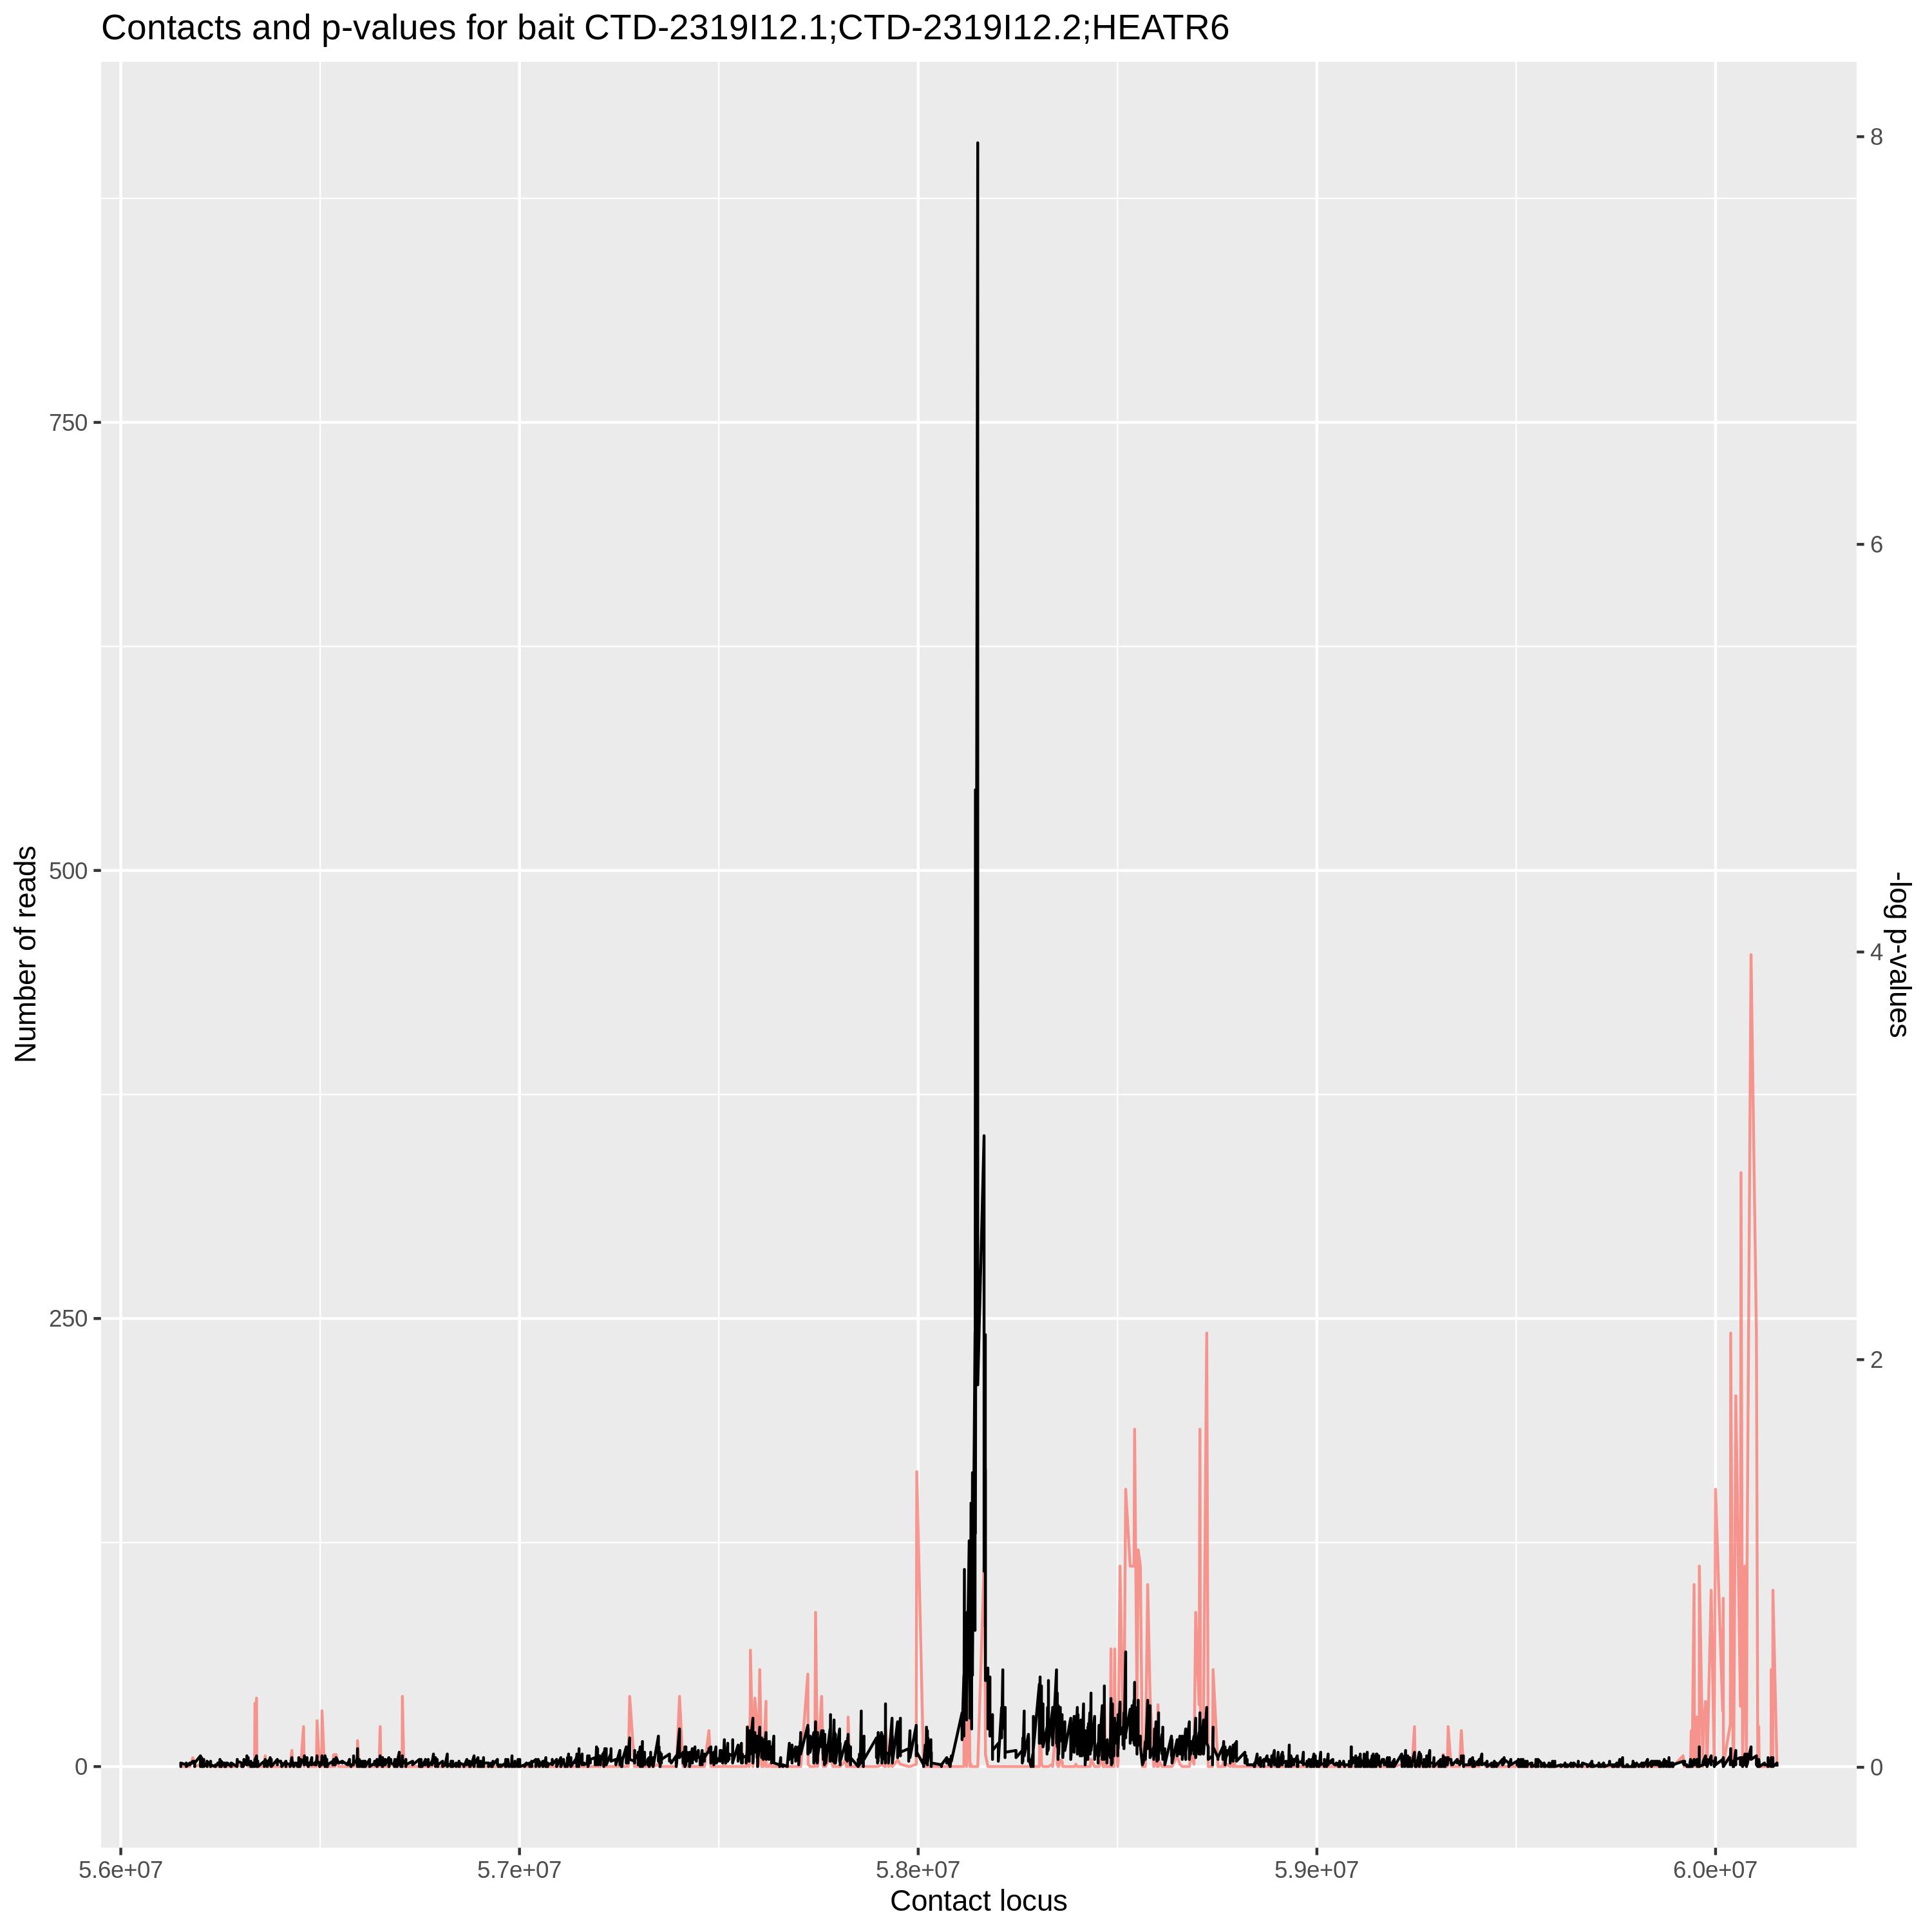 Contacts and p-values for bait CTD-2319I12.1;CTD-2319I12.2;HEATR6
8
750
6
500
Number of reads
4
-log p-values
250
2
0
0
5.6e+07
5.7e+07
5.8e+07
5.9e+07
6.0e+07
Contact locus